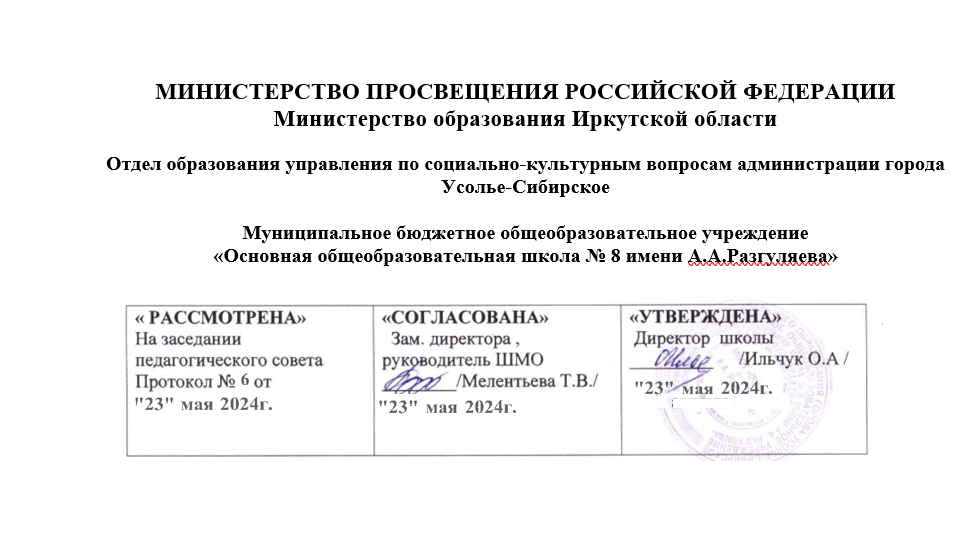 МИНИСТЕРСТВО ПРОСВЕЩЕНИЯ РОССИЙСКОЙ ФЕДЕРАЦИИ
Министерство образования Иркутской области
Отдел образования управления по социально-культурным вопросам администрации города
Усолье-Сибирское
Муниципальное бюджетное общеобразовательное учреждение
«Основная общеобразовательная школа № 8 имени А.А.Разгуляева»
« РАССМОТРЕНА»
На заседании
педагогического совета
Протокол № 6 от
"23" мая 2024г.
«СОГЛАСОВАНА»
Зам. директора ,
руководитель ШМО
/Мелентьева Т.В./
"23" мая 2024г.
«УТВЕРЖДЕНА»
Директор школы
/Ильчук О.А /
"23" мая 2024г.